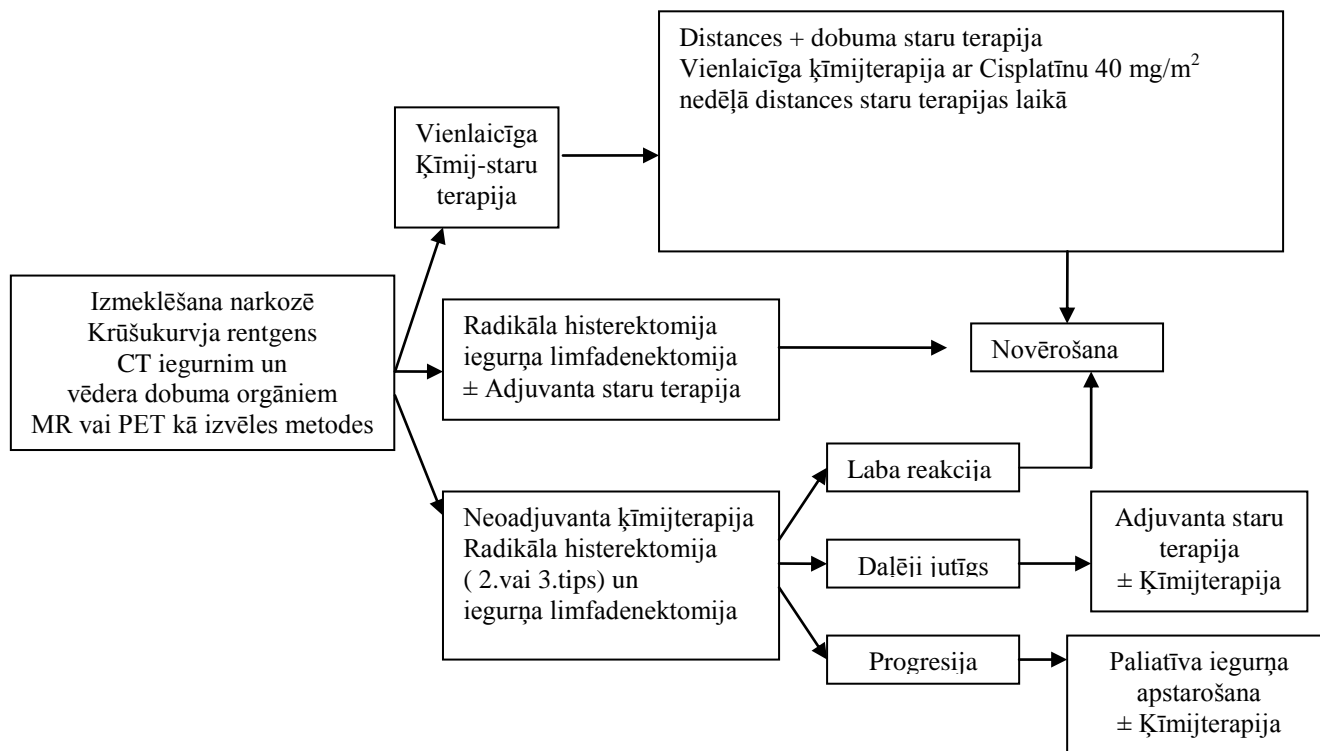 Distances + dobuma staru terapija
Vienlaicīga ķīmijterapija ar Cisplatīnu 40 mg/m²
nedēļā distances staru terapijas laikā
Vienlaicīga
Ķīmij-staru
terapija
Izmeklēšana narkozē
Krūšukurvja rentgens
CT iegurnim un
vēdera dobuma orgāniem
MR vai PET kā izvēles metodes
Radikāla histerektomija
iegurņa limfadenektomija
± Adjuvanta staru terapija
Novērošana
Neoadjuvanta ķīmijterapija
Radikāla histerektomija
( 2.vai 3.tips) un
iegurņa limfadenektomija
Laba reakcija
Daļēji jutīgs
Adjuvanta staru
terapija
± Ķīmijterapija
Progresija
Paliatīva iegurņa
apstarošana
± Ķīmijterapija